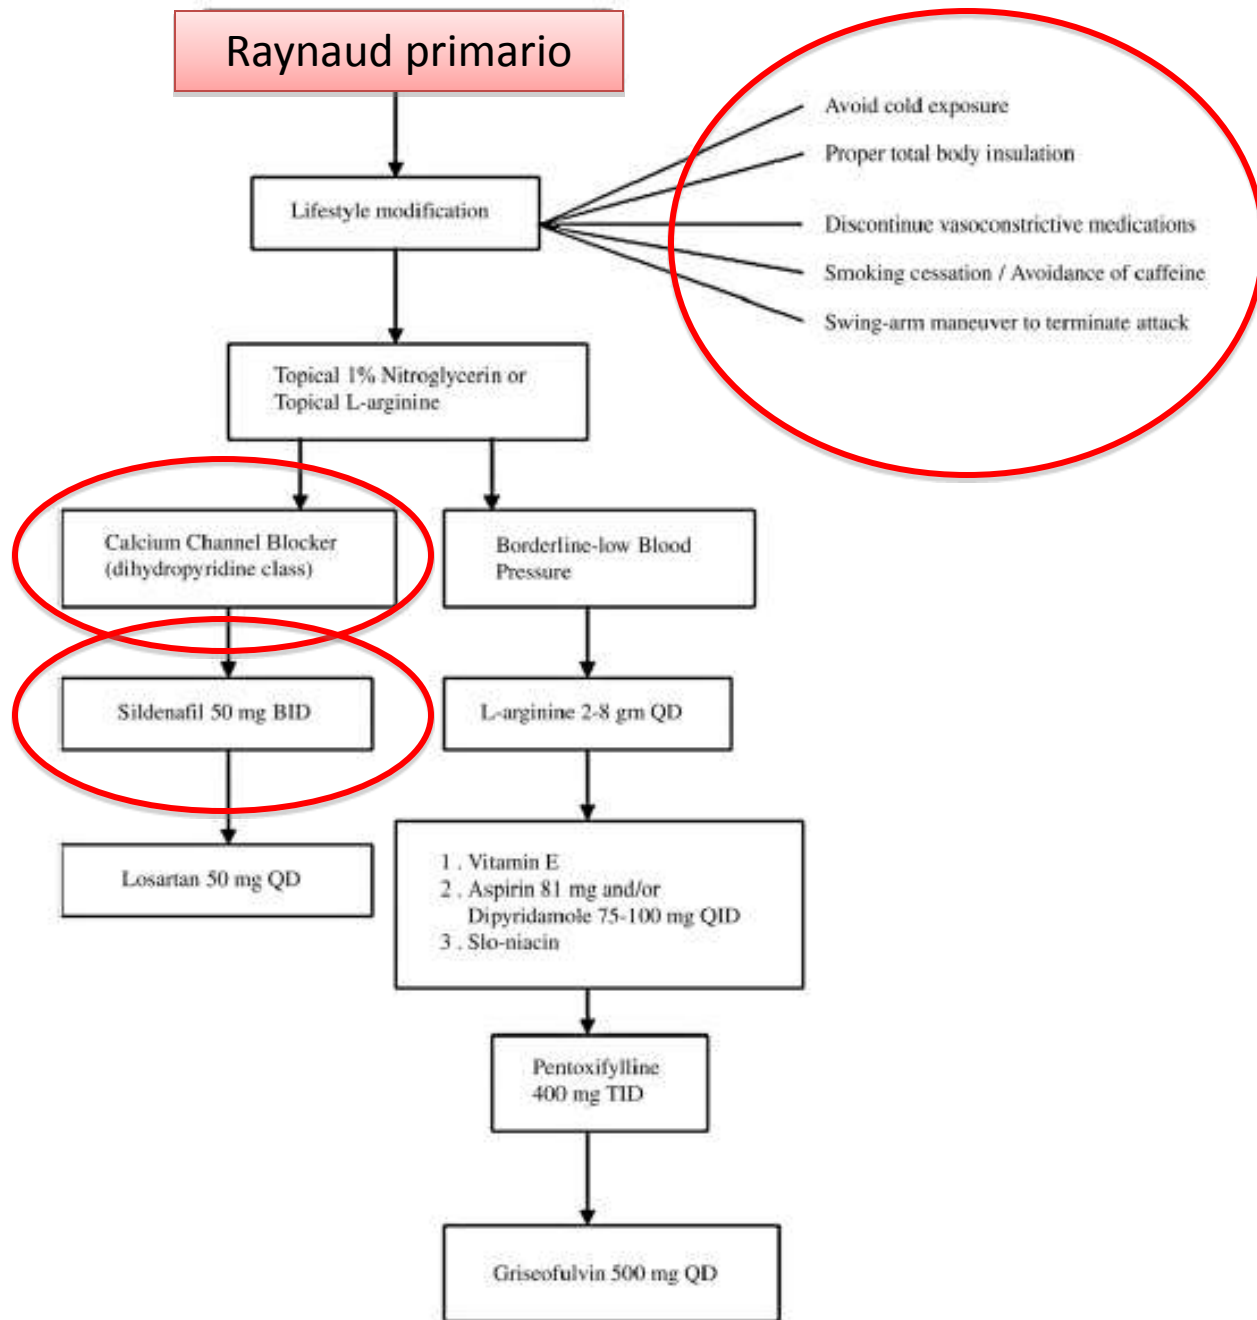 Raynaud primario
Avoid cold exposure
Proper total body insulation
Lifestyle modification
Discontinue vasoconstrictive medications
Smoking cessation / Avoidance of caffeine
Swing-arm maneuver to terminate attack
Topical 1% Nitroglycerin or
Topical L-arginine
Calcium Channel Blocker
(dihydropyridine class)
Borderline-low Blood
Pressure
Sildenafil 50 mg BID
L-arginine 2-8 gm QD
Losartan 50 mg QD
1 . Vitamin E
2 . Aspirin 81 mg and/or
Dipyridamole 75-100 mg QID
3 . Slo-niacin
Pentoxifylline
400 mg TID
Griseofulvin 500 mg QD